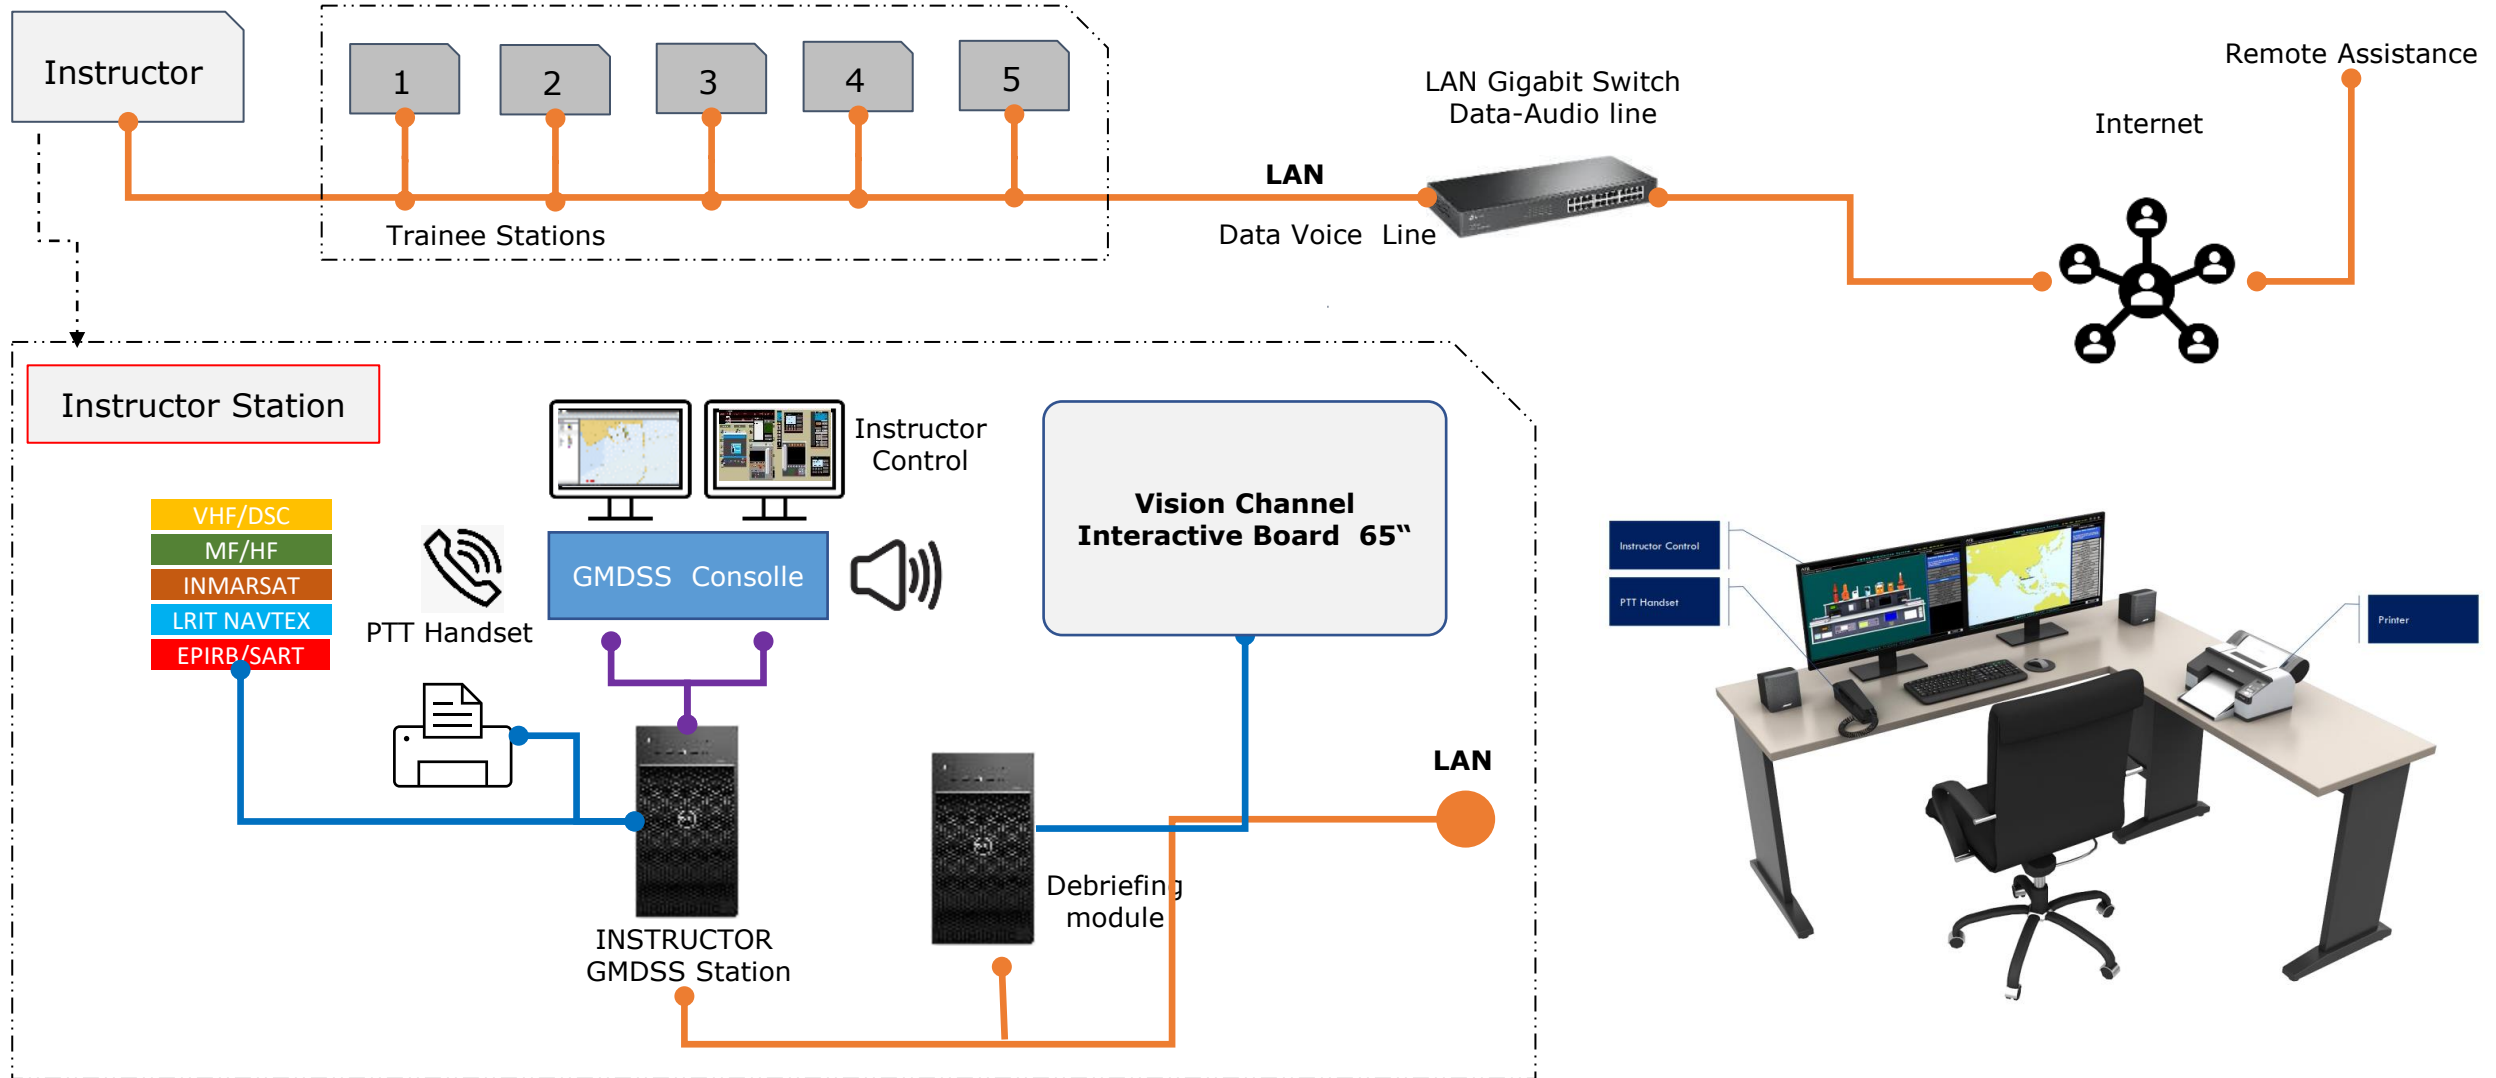 Instructor
1
2
3
4
5
Trainee Stations
LAN
Data Voice Line
LAN Gigabit Switch
Data-Audio line
Internet
Remote Assistance
Instructor Station
VHF/DSC
MF/HF
INMARSAT
LRIT NAVTEX
EPIRB/SART
PTT Handset
Instructor
Control
GMDSS Consolle
Vision Channel
Interactive Board 65“
INSTRUCTOR
GMDSS Station
Debriefing
module
LAN
Instructor Control
PTT Handset
Printer